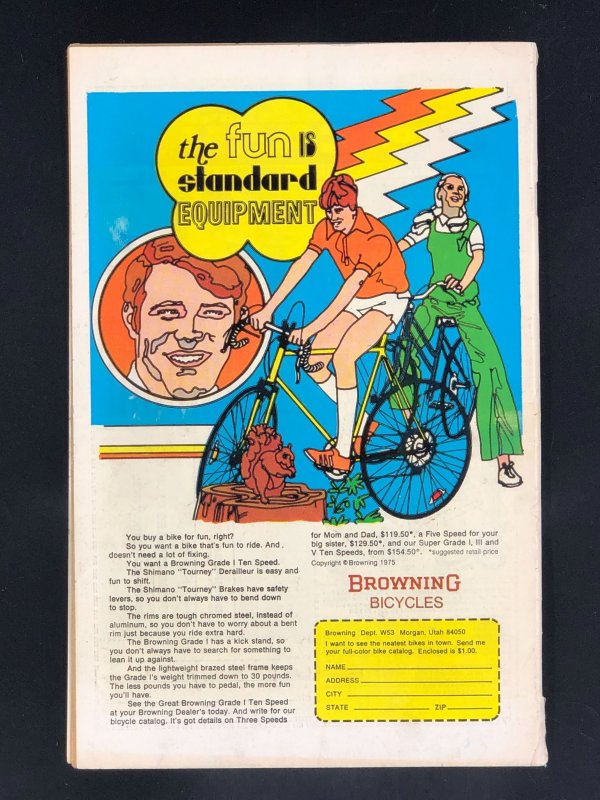 the fun IS
standard
EQUIPMENT
You buy a bike for fun, right?
So you want a bike that's fun to ride. And
doesn't need a lot of fixing.
You want a Browning Grade I Ten Speed.
The Shimano "Tourney" Derailleur is easy and
fun to shift.
The Shimano "Tourney" Brakes have safety
levers, so you don't always have to bend down
to stop.
The rims are tough chromed steel, instead of
aluminum, so you don't have to worry about a bent
rim just because you ride extra hard.
The Browning Grade I has a kick stand, so
you don't always have to search for something to
lean it up against.
And the lightweight brazed steel frame keeps
the Grade I's weight trimmed down to 30 pounds.
The less pounds you have to pedal, the more fun
you'll have.
See the Great Browning Grade I Ten Speed
at your Browning Dealer's today. And write for our
bicycle catalog. It's got details on Three Speeds
for Mom and Dad, $119.50*, a Five Speed for your
big sister, $129.50*, and our Super Grade I, III and
V Ten Speeds, from $154.50*. *suggested retail price
Copyright © Browning 1975
BROWNING
BICYCLES
Browning Dept. W53 Morgan, Utah 84050
I want to see the neatest bikes in town. Send me
your full-color bike catalog. Enclosed is $1.00.
NAME
ADDRESS
CITY
STATE ZIP